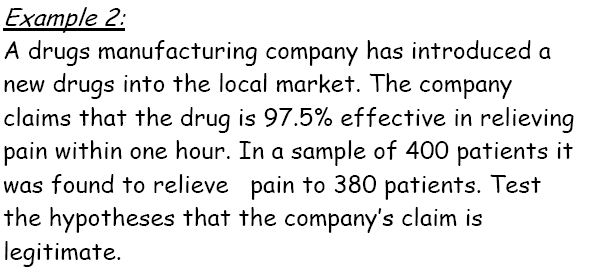 Example 2:
A drugs manufacturing company has introduced a
new drugs into the local market. The company
claims that the drug is 97.5% effective in relieving
pain within one hour. In a sample of 400 patients it
was found to relieve   pain to 380 patients. Test
the hypotheses that the company's claim is
legitimate.